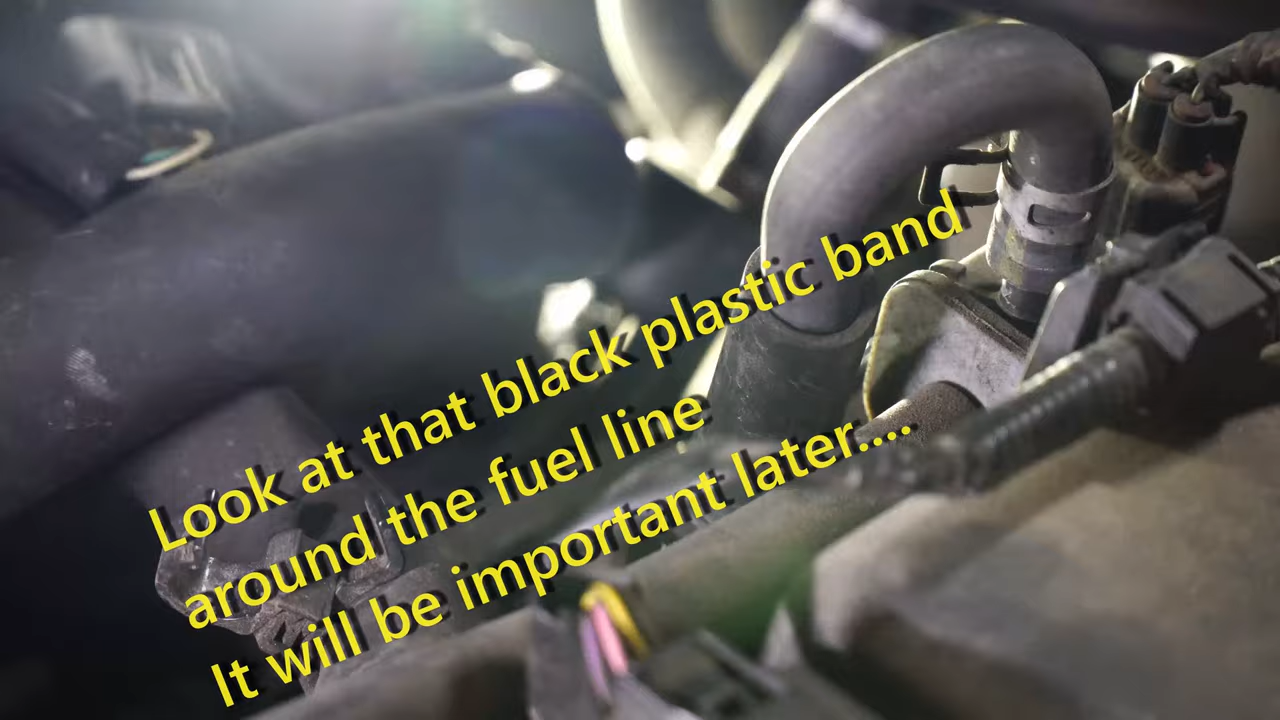 Look at that black plastic band
around the fuel line
It will be important later....